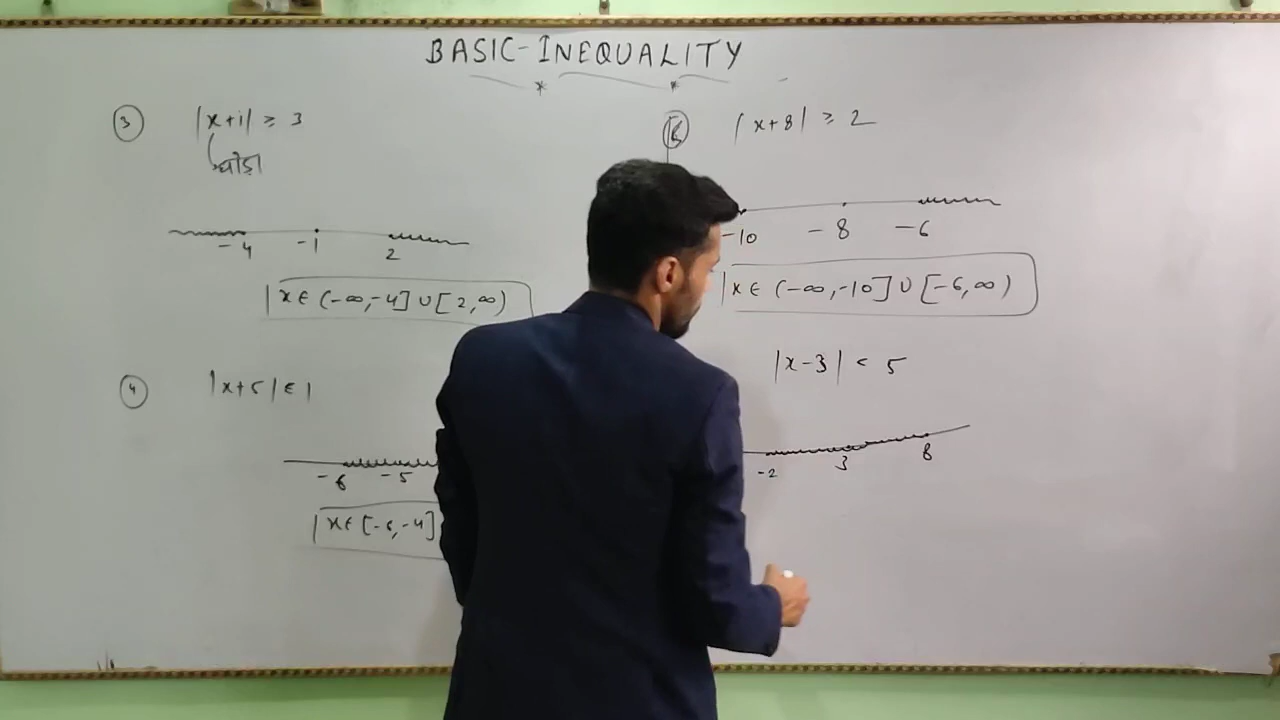 BASIC-INEQUALITY
3 |x+1| ≥ 3
घोड़ा
-4 -1 2
x ∈ (-∞,-4] ∪ [2,∞)
4 |x+5| ≤ 1
-6 -5
x ∈ [-6,-4]
|x+8| ≥ 2
-10 -8 -6
x ∈ (-∞,-10] ∪ [-6,∞)
|x-3| < 5
-2 3 8